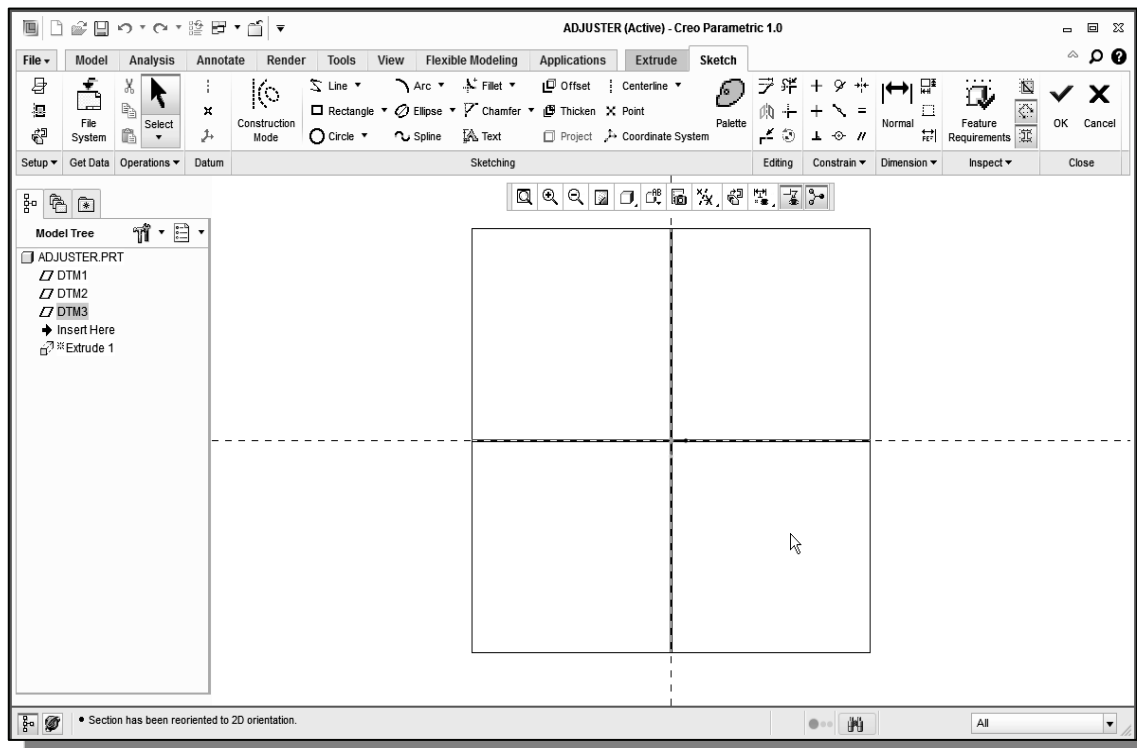 ADJUSTER (Active) - Creo Parametric 1.0
File Model Analysis Annotate Render Tools View Flexible Modeling Applications Extrude Sketch
Line Arc Fillet Offset Centerline
Rectangle Ellipse Chamfer Thicken Point
Circle Spline Text Project Coordinate System
File System
Select
Construction Mode
Palette
Normal
REF
Feature Requirements
OK Cancel
Setup Get Data Operations Datum Sketching Editing Constrain Dimension Inspect Close
Model Tree
ADJUSTER.PRT
DTM1
DTM2
DTM3
Insert Here
Extrude 1
• Section has been reoriented to 2D orientation.
All